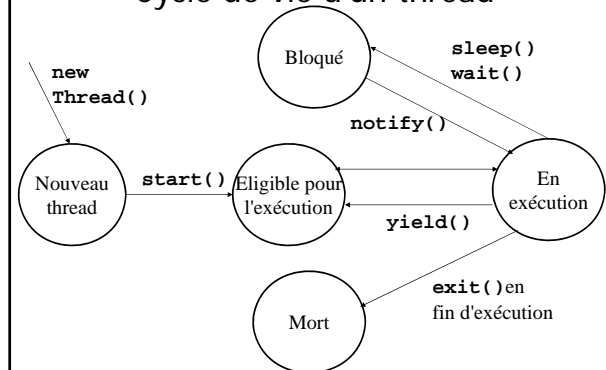 cycle de vie d'un thread
Bloqué
sleep()
wait()
new
Thread()
notify()
Nouveau
thread
start()
Eligible pour
l'exécution
En
exécution
yield()
exit()en
fin d'exécution
Mort